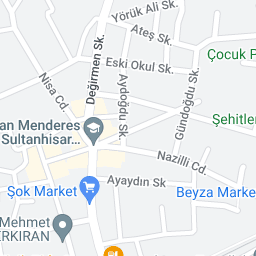 Yörük Ali Sk.
Ateş Sk.
Eski Okul Sk.
Çocuk P
Nisa Cd.
Değirmen Sk.
Aydoğdu Sk.
Gündoğdu Sk.
Şehitler
an Menderes
Sultanhisar...
Nazilli Cd.
Ayaydın Sk
Şok Market
Beyza Marke
Mehmet
ERKIRAN